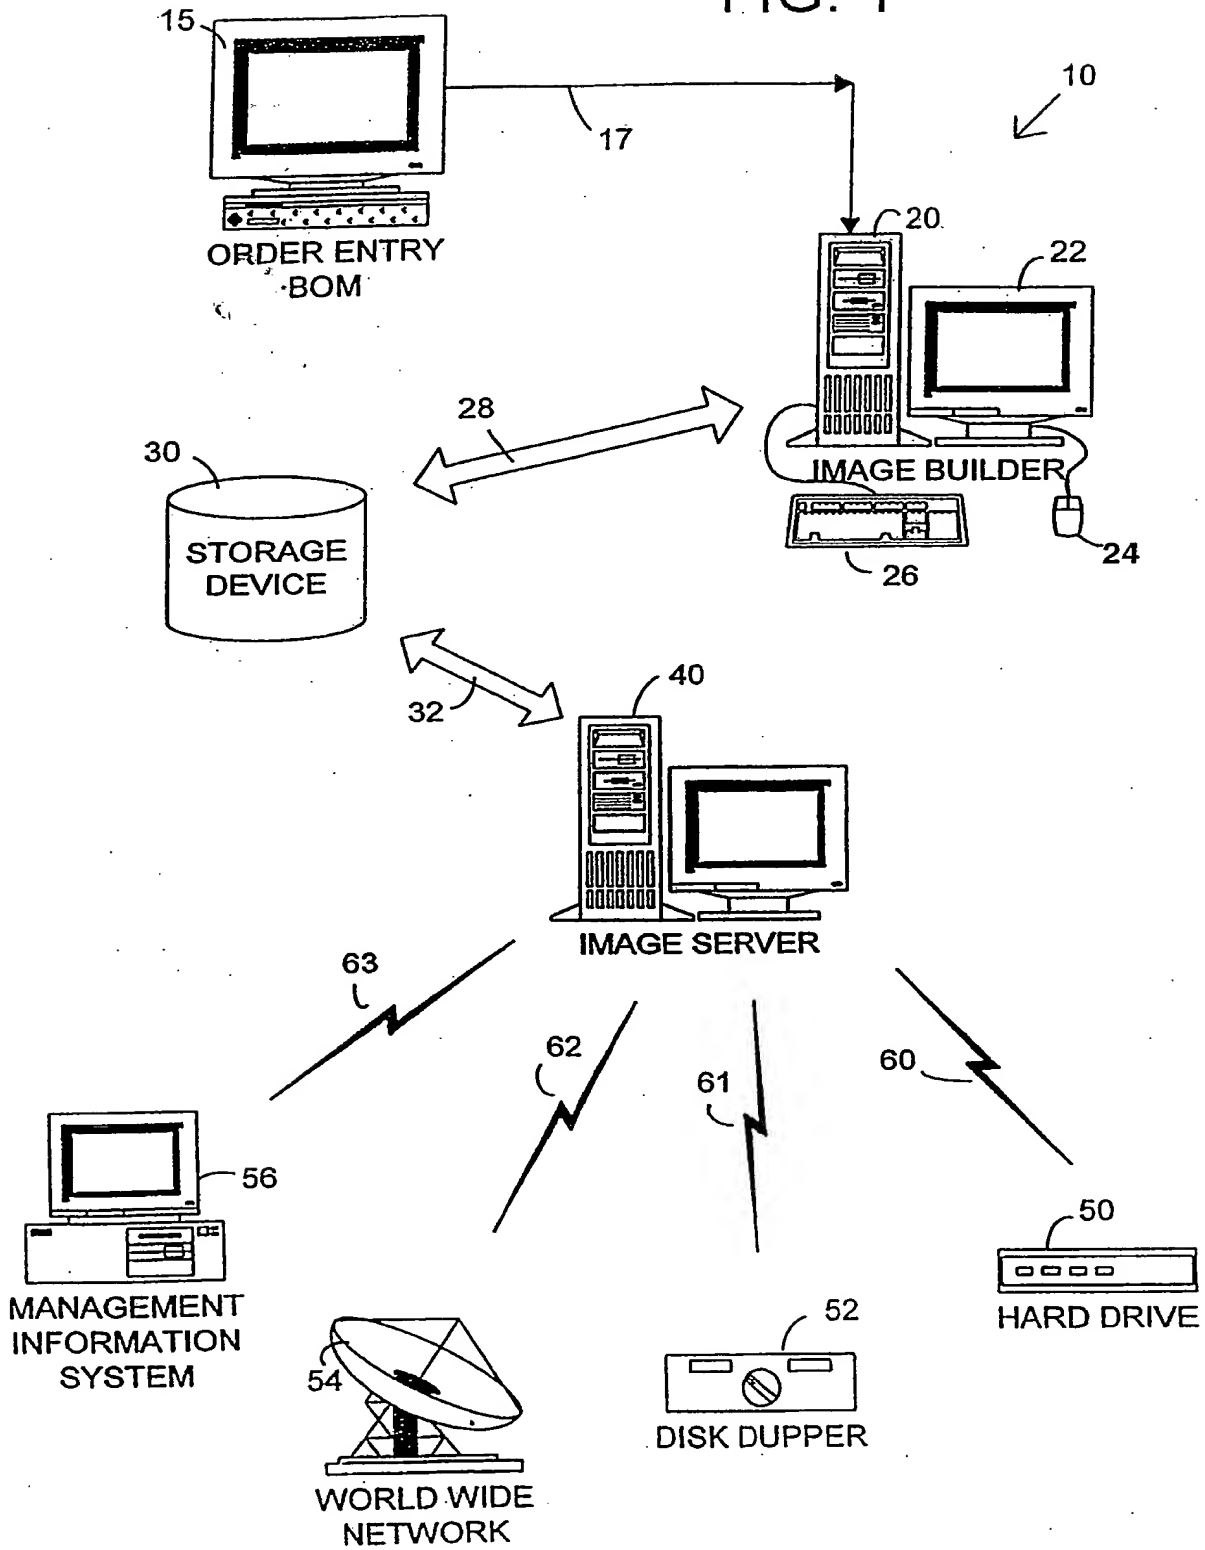 FIG. 1
15
17
10
ORDER ENTRY
BOM
20
22
28
30
IMAGE BUILDER
STORAGE
DEVICE
24
26
32
40
IMAGE SERVER
63
62
61
60
56
50
MANAGEMENT
INFORMATION
SYSTEM
HARD DRIVE
54
52
DISK DUPPER
WORLD WIDE
NETWORK